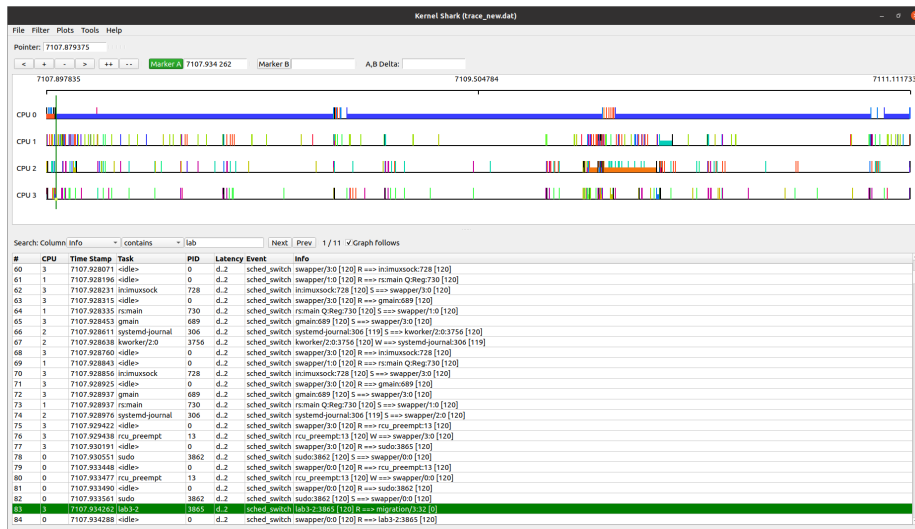 Kernel Shark (trace_new.dat)
File Filter Plots Tools Help
Pointer: 7107.879375
< + - > ++ -- Marker A 7107.934 262 Marker B A,B Delta:
7107.897835 7109.504784 7111.111733
CPU 0
CPU 1
CPU 2
CPU 3
Search: Column Info contains lab Next Prev 1 / 11 Graph follows
# CPU Time Stamp Task PID Latency Event Info
60 3 7107.928071 <idle> 0 d..2 sched_switch swapper/3:0 [120] R ==> in:imuxsock:728 [120]
61 1 7107.928196 <idle> 0 d..2 sched_switch swapper/1:0 [120] R ==> rs:main Q:Reg:730 [120]
62 3 7107.928231 in:imuxsock 728 d..2 sched_switch in:imuxsock:728 [120] S ==> swapper/3:0 [120]
63 3 7107.928315 <idle> 0 d..2 sched_switch swapper/3:0 [120] R ==> gmain:689 [120]
64 1 7107.928335 rs:main 730 d..2 sched_switch rs:main Q:Reg:730 [120] S ==> swapper/1:0 [120]
65 3 7107.928453 gmain 689 d..2 sched_switch gmain:689 [120] S ==> swapper/3:0 [120]
66 2 7107.928611 systemd-journal 306 d..2 sched_switch systemd-journal:306 [119] S ==> kworker/2:0:3756 [120]
67 2 7107.928638 kworker/2:0 3756 d..2 sched_switch kworker/2:0:3756 [120] W ==> systemd-journal:306 [119]
68 3 7107.928760 <idle> 0 d..2 sched_switch swapper/3:0 [120] R ==> in:imuxsock:728 [120]
69 1 7107.928843 <idle> 0 d..2 sched_switch swapper/1:0 [120] R ==> rs:main Q:Reg:730 [120]
70 3 7107.928856 in:imuxsock 728 d..2 sched_switch in:imuxsock:728 [120] S ==> swapper/3:0 [120]
71 3 7107.928925 <idle> 0 d..2 sched_switch swapper/3:0 [120] R ==> gmain:689 [120]
72 3 7107.928937 gmain 689 d..2 sched_switch gmain:689 [120] S ==> swapper/3:0 [120]
73 1 7107.928937 rs:main 730 d..2 sched_switch rs:main Q:Reg:730 [120] S ==> swapper/1:0 [120]
74 2 7107.928976 systemd-journal 306 d..2 sched_switch systemd-journal:306 [119] S ==> swapper/2:0 [120]
75 3 7107.929422 <idle> 0 d..2 sched_switch swapper/3:0 [120] R ==> rcu_preempt:13 [120]
76 3 7107.929438 rcu_preempt 13 d..2 sched_switch rcu_preempt:13 [120] W ==> swapper/3:0 [120]
77 3 7107.930191 <idle> 0 d..2 sched_switch swapper/3:0 [120] R ==> sudo:3865 [120]
78 0 7107.930551 sudo 3862 d..2 sched_switch sudo:3862 [120] S ==> swapper/0:0 [120]
79 0 7107.933448 <idle> 0 d..2 sched_switch swapper/0:0 [120] R ==> rcu_preempt:13 [120]
80 0 7107.933477 rcu_preempt 13 d..2 sched_switch rcu_preempt:13 [120] W ==> swapper/0:0 [120]
81 0 7107.933490 <idle> 0 d..2 sched_switch swapper/0:0 [120] R ==> sudo:3862 [120]
82 0 7107.933561 sudo 3862 d..2 sched_switch sudo:3862 [120] S ==> swapper/0:0 [120]
83 3 7107.934262 lab3-2 3865 d..2 sched_switch lab3-2:3865 [120] R ==> migration/3:32 [0]
84 0 7107.934288 <idle> 0 d..2 sched_switch swapper/0:0 [120] R ==> lab3-2:3865 [120]